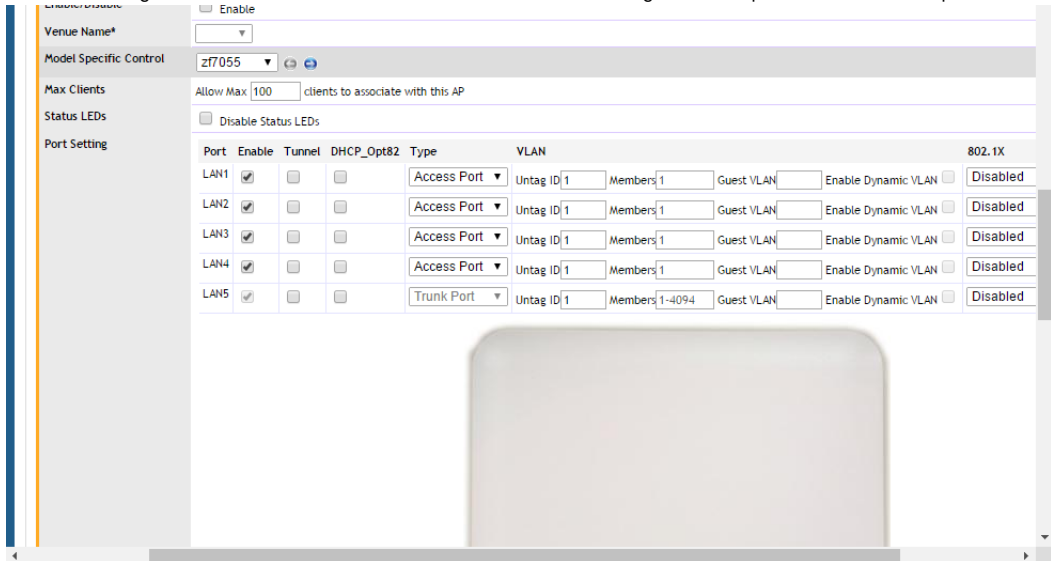 Enable/Disable Enable
Venue Name*
Model Specific Control zf7055
Max Clients Allow Max 100 clients to associate with this AP
Status LEDs Disable Status LEDs
Port Setting
Port Enable Tunnel DHCP_Opt82 Type VLAN 802.1X
LAN1 Access Port Untag ID 1 Members 1 Guest VLAN Enable Dynamic VLAN Disabled
LAN2 Access Port Untag ID 1 Members 1 Guest VLAN Enable Dynamic VLAN Disabled
LAN3 Access Port Untag ID 1 Members 1 Guest VLAN Enable Dynamic VLAN Disabled
LAN4 Access Port Untag ID 1 Members 1 Guest VLAN Enable Dynamic VLAN Disabled
LAN5 Trunk Port Untag ID 1 Members 1-4094 Guest VLAN Enable Dynamic VLAN Disabled